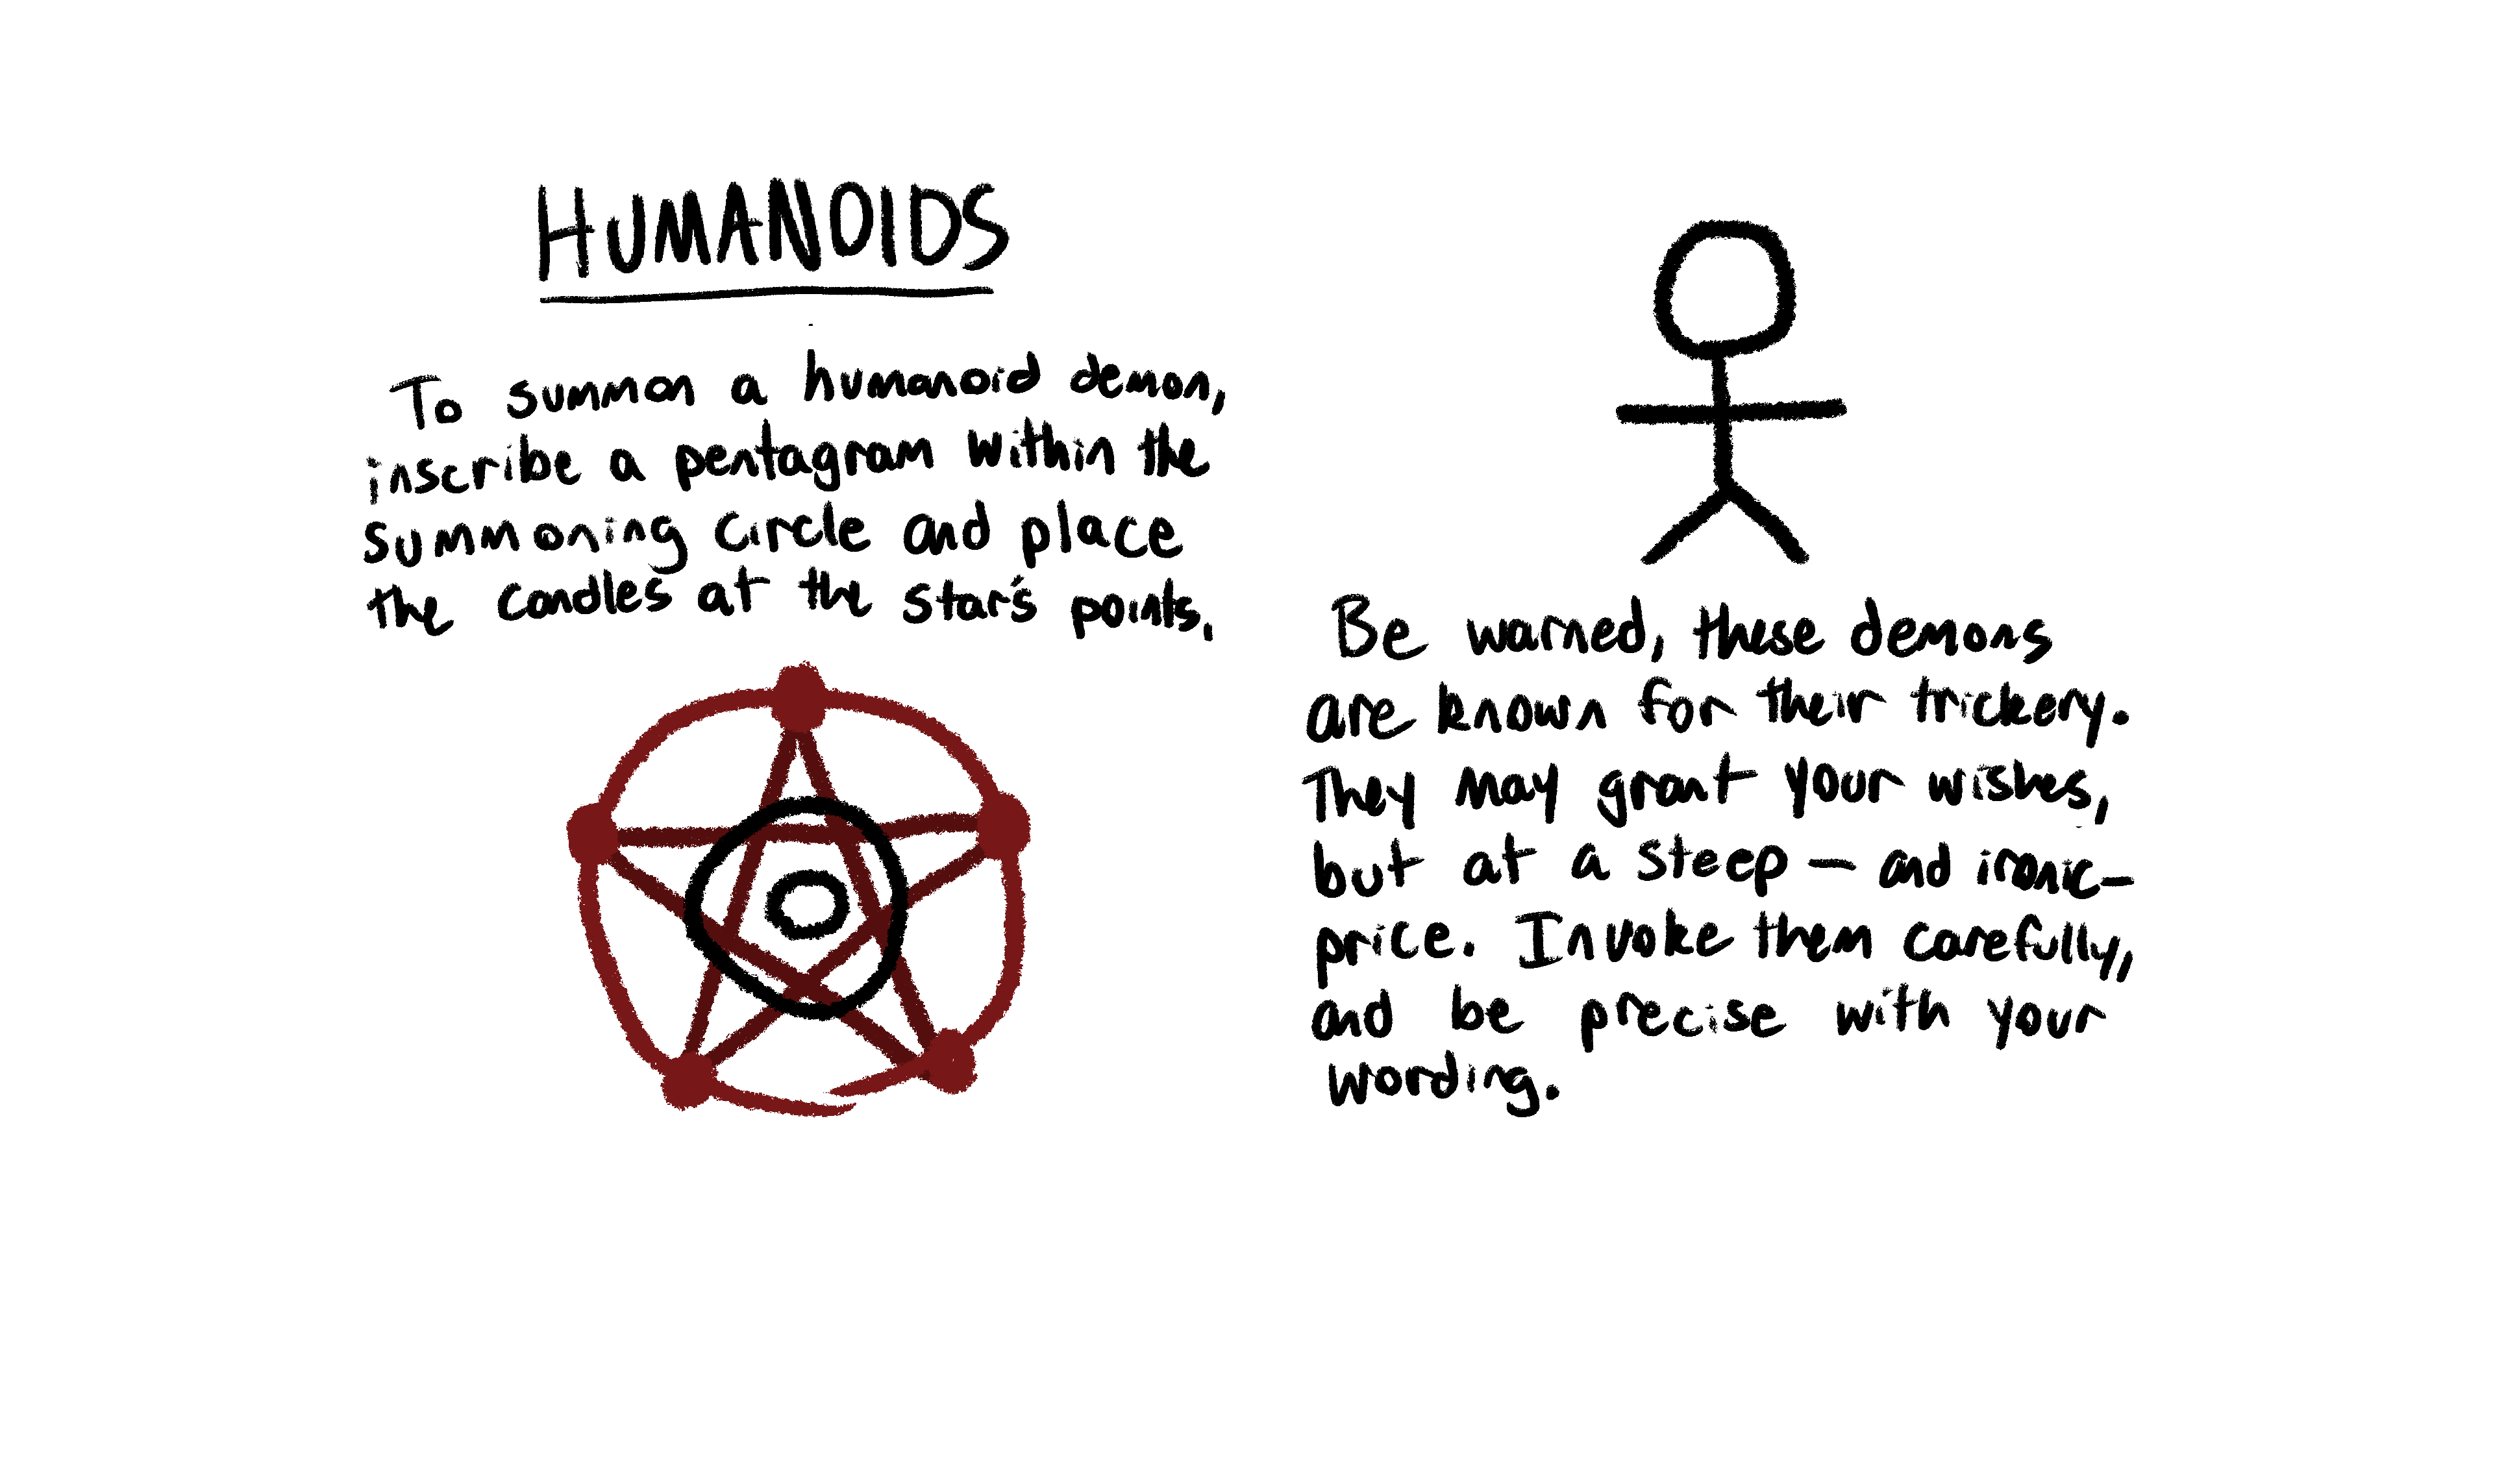 HUMANOIDS
To summon a humanoid demon,
inscribe a pentagram within the
summoning circle and place
the candles at the star's points.
Be warned, these demons
are known for their trickery.
They may grant your wishes,
but at a steep — and ironic —
price. Invoke them carefully,
and be precise with your
wording.